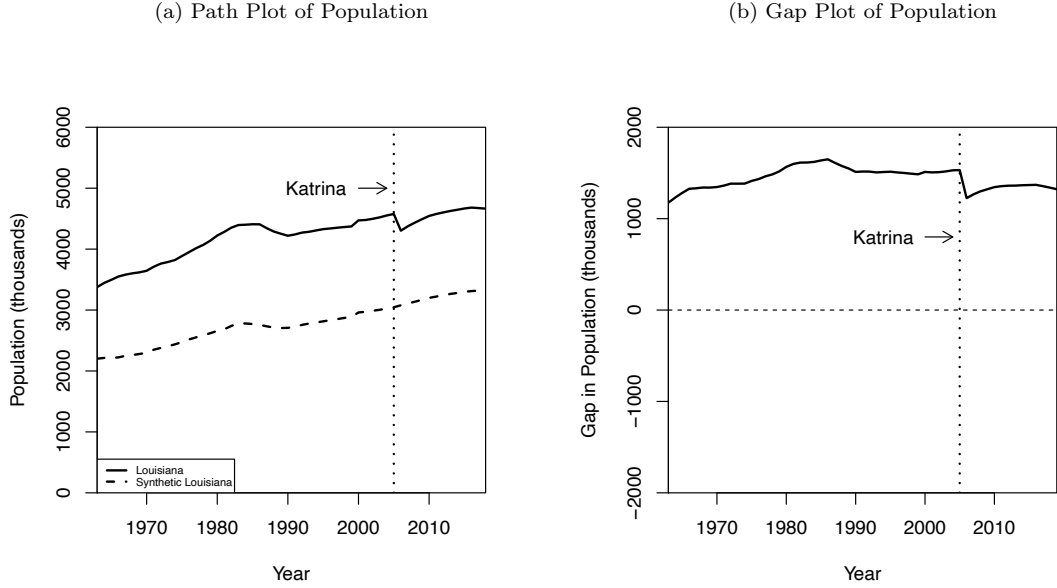 (a) Path Plot of Population
Population (thousands)
6000
5000
4000
3000
2000
1000
0
Katrina
Louisiana
Synthetic Louisiana
1970 1980 1990 2000 2010
Year
(b) Gap Plot of Population
Gap in Population (thousands)
2000
1000
0
−1000
−2000
Katrina
1970 1980 1990 2000 2010
Year